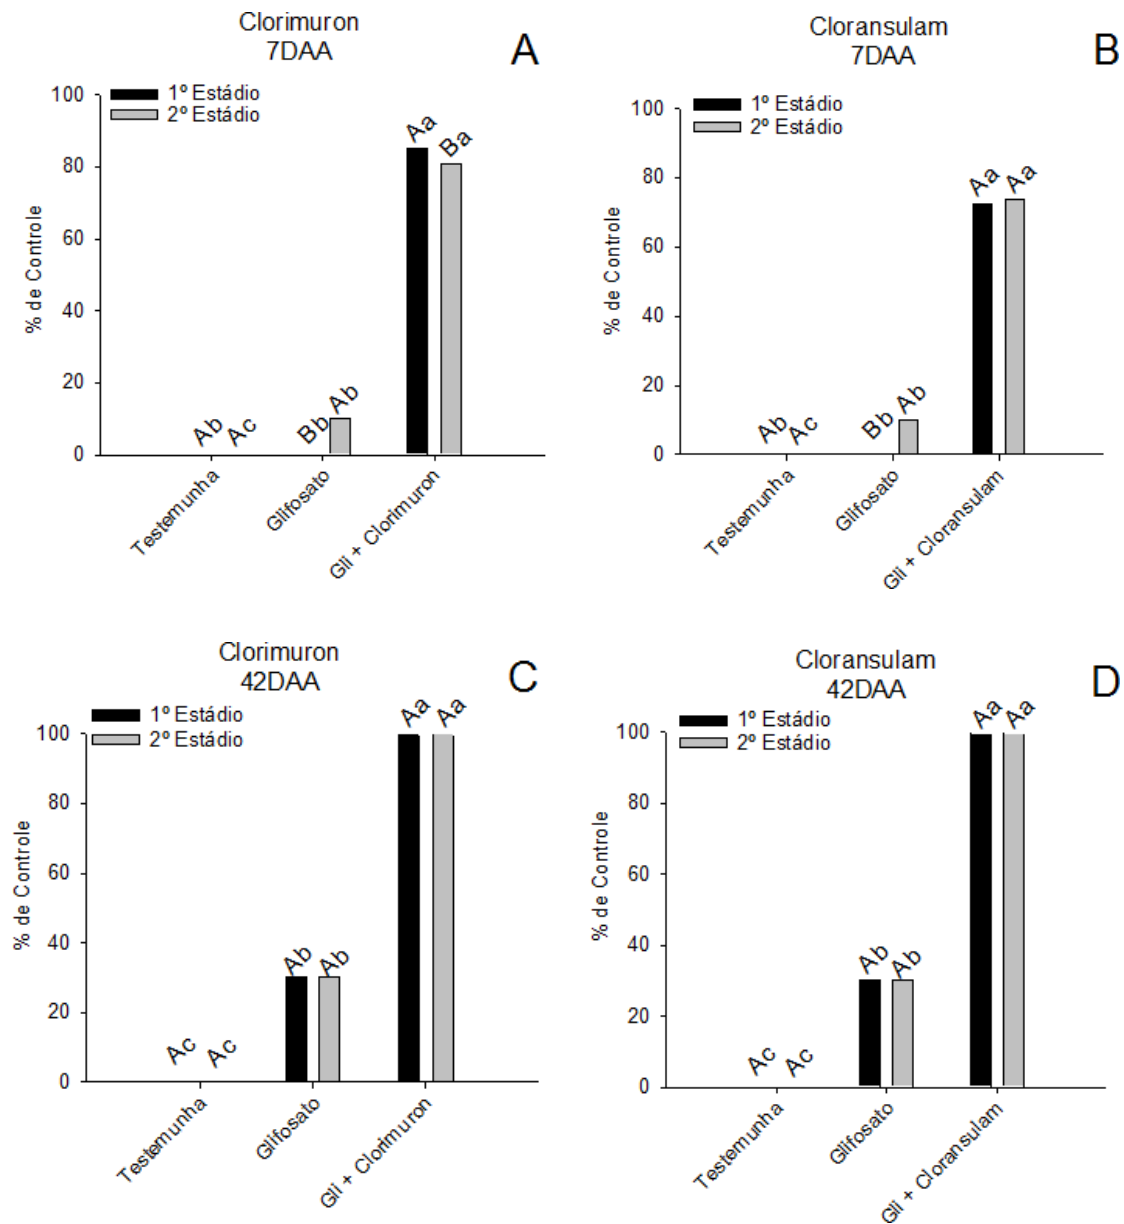 Clorimuron
7DAA
A
1º Estádio
2º Estádio
% de Controle
100
80
60
40
20
0
Ab
Ac
Bb
Ab
Aa
Ba
Testemunha
Glifosato
Gli + Clorimuron
Cloransulam
7DAA
B
1º Estádio
2º Estádio
% de Controle
100
80
60
40
20
0
Ab
Ac
Bb
Ab
Aa
Aa
Testemunha
Glifosato
Gli + Cloransulam
Clorimuron
42DAA
C
1º Estádio
2º Estádio
% de Controle
100
80
60
40
20
0
Ac
Ac
Ab
Ab
Aa
Aa
Testemunha
Glifosato
Gli + Clorimuron
Cloransulam
42DAA
D
1º Estádio
2º Estádio
% de Controle
100
80
60
40
20
0
Ac
Ac
Ab
Ab
Aa
Aa
Testemunha
Glifosato
Gli + Cloransulam